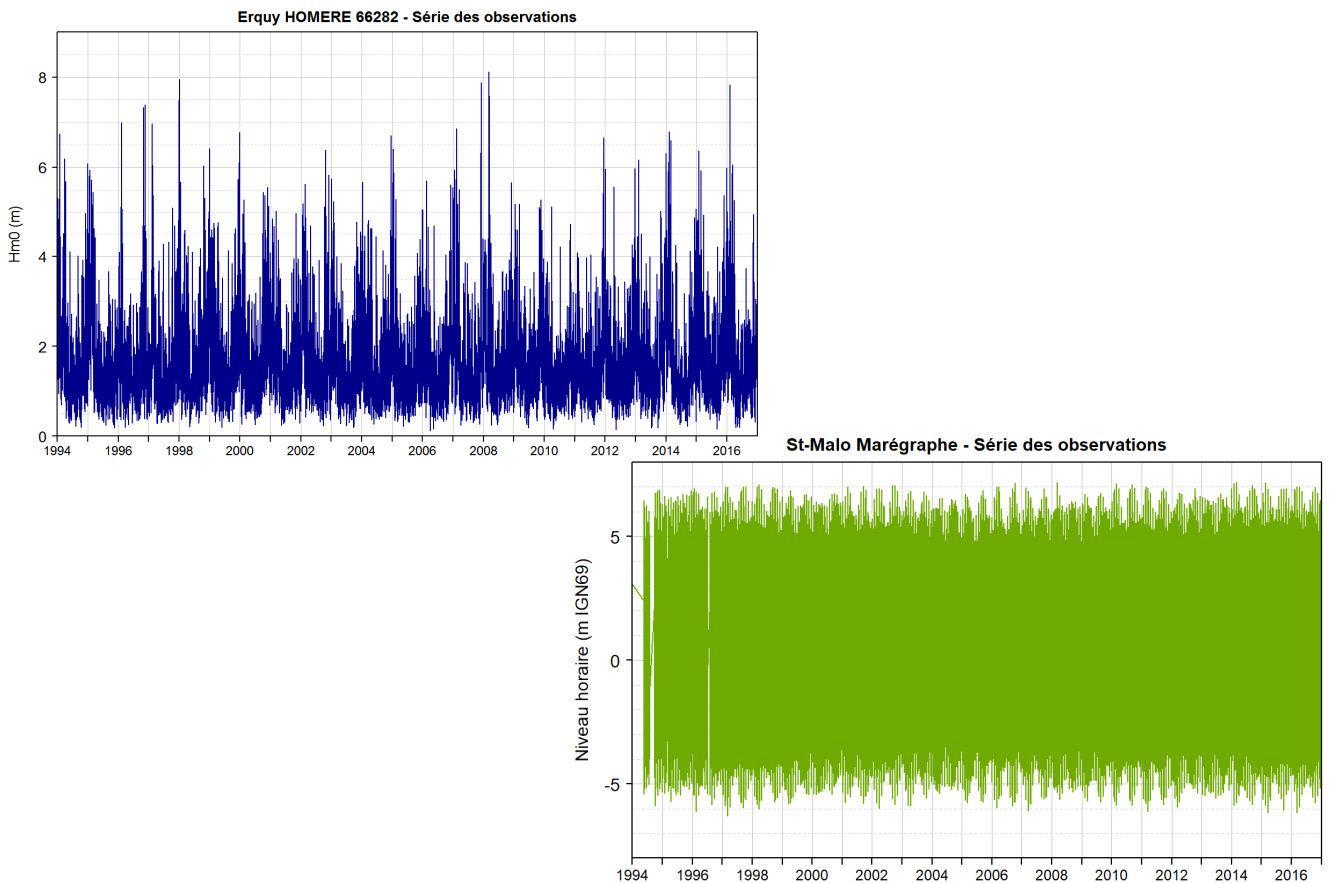 Erquy HOMERE 66282 - Série des observations
Hm0 (m)
8
6
4
2
0
1994 1996 1998 2000 2002 2004 2006 2008 2010 2012 2014 2016
St-Malo Marégraphe - Série des observations
Niveau horaire (m IGN69)
5
0
-5
1994 1996 1998 2000 2002 2004 2006 2008 2010 2012 2014 2016